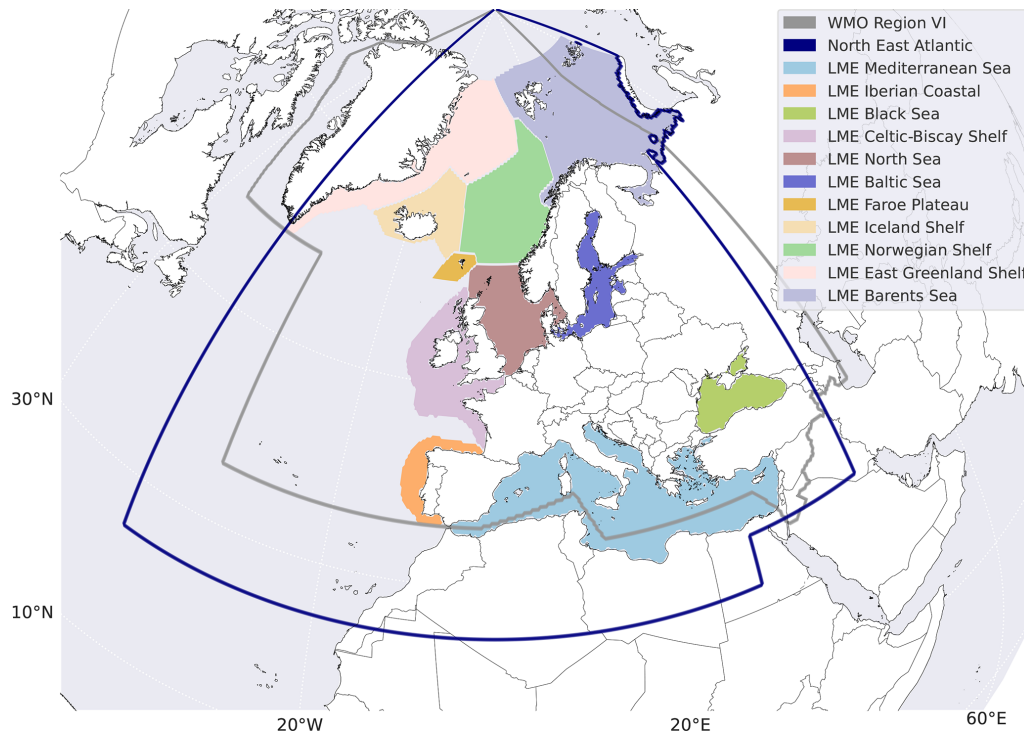 WMO Region VI
North East Atlantic
LME Mediterranean Sea
LME Iberian Coastal
LME Black Sea
LME Celtic-Biscay Shelf
LME North Sea
LME Baltic Sea
LME Faroe Plateau
LME Iceland Shelf
LME Norwegian Shelf
LME East Greenland Shelf
LME Barents Sea
30°N
10°N
20°W
20°E
60°E